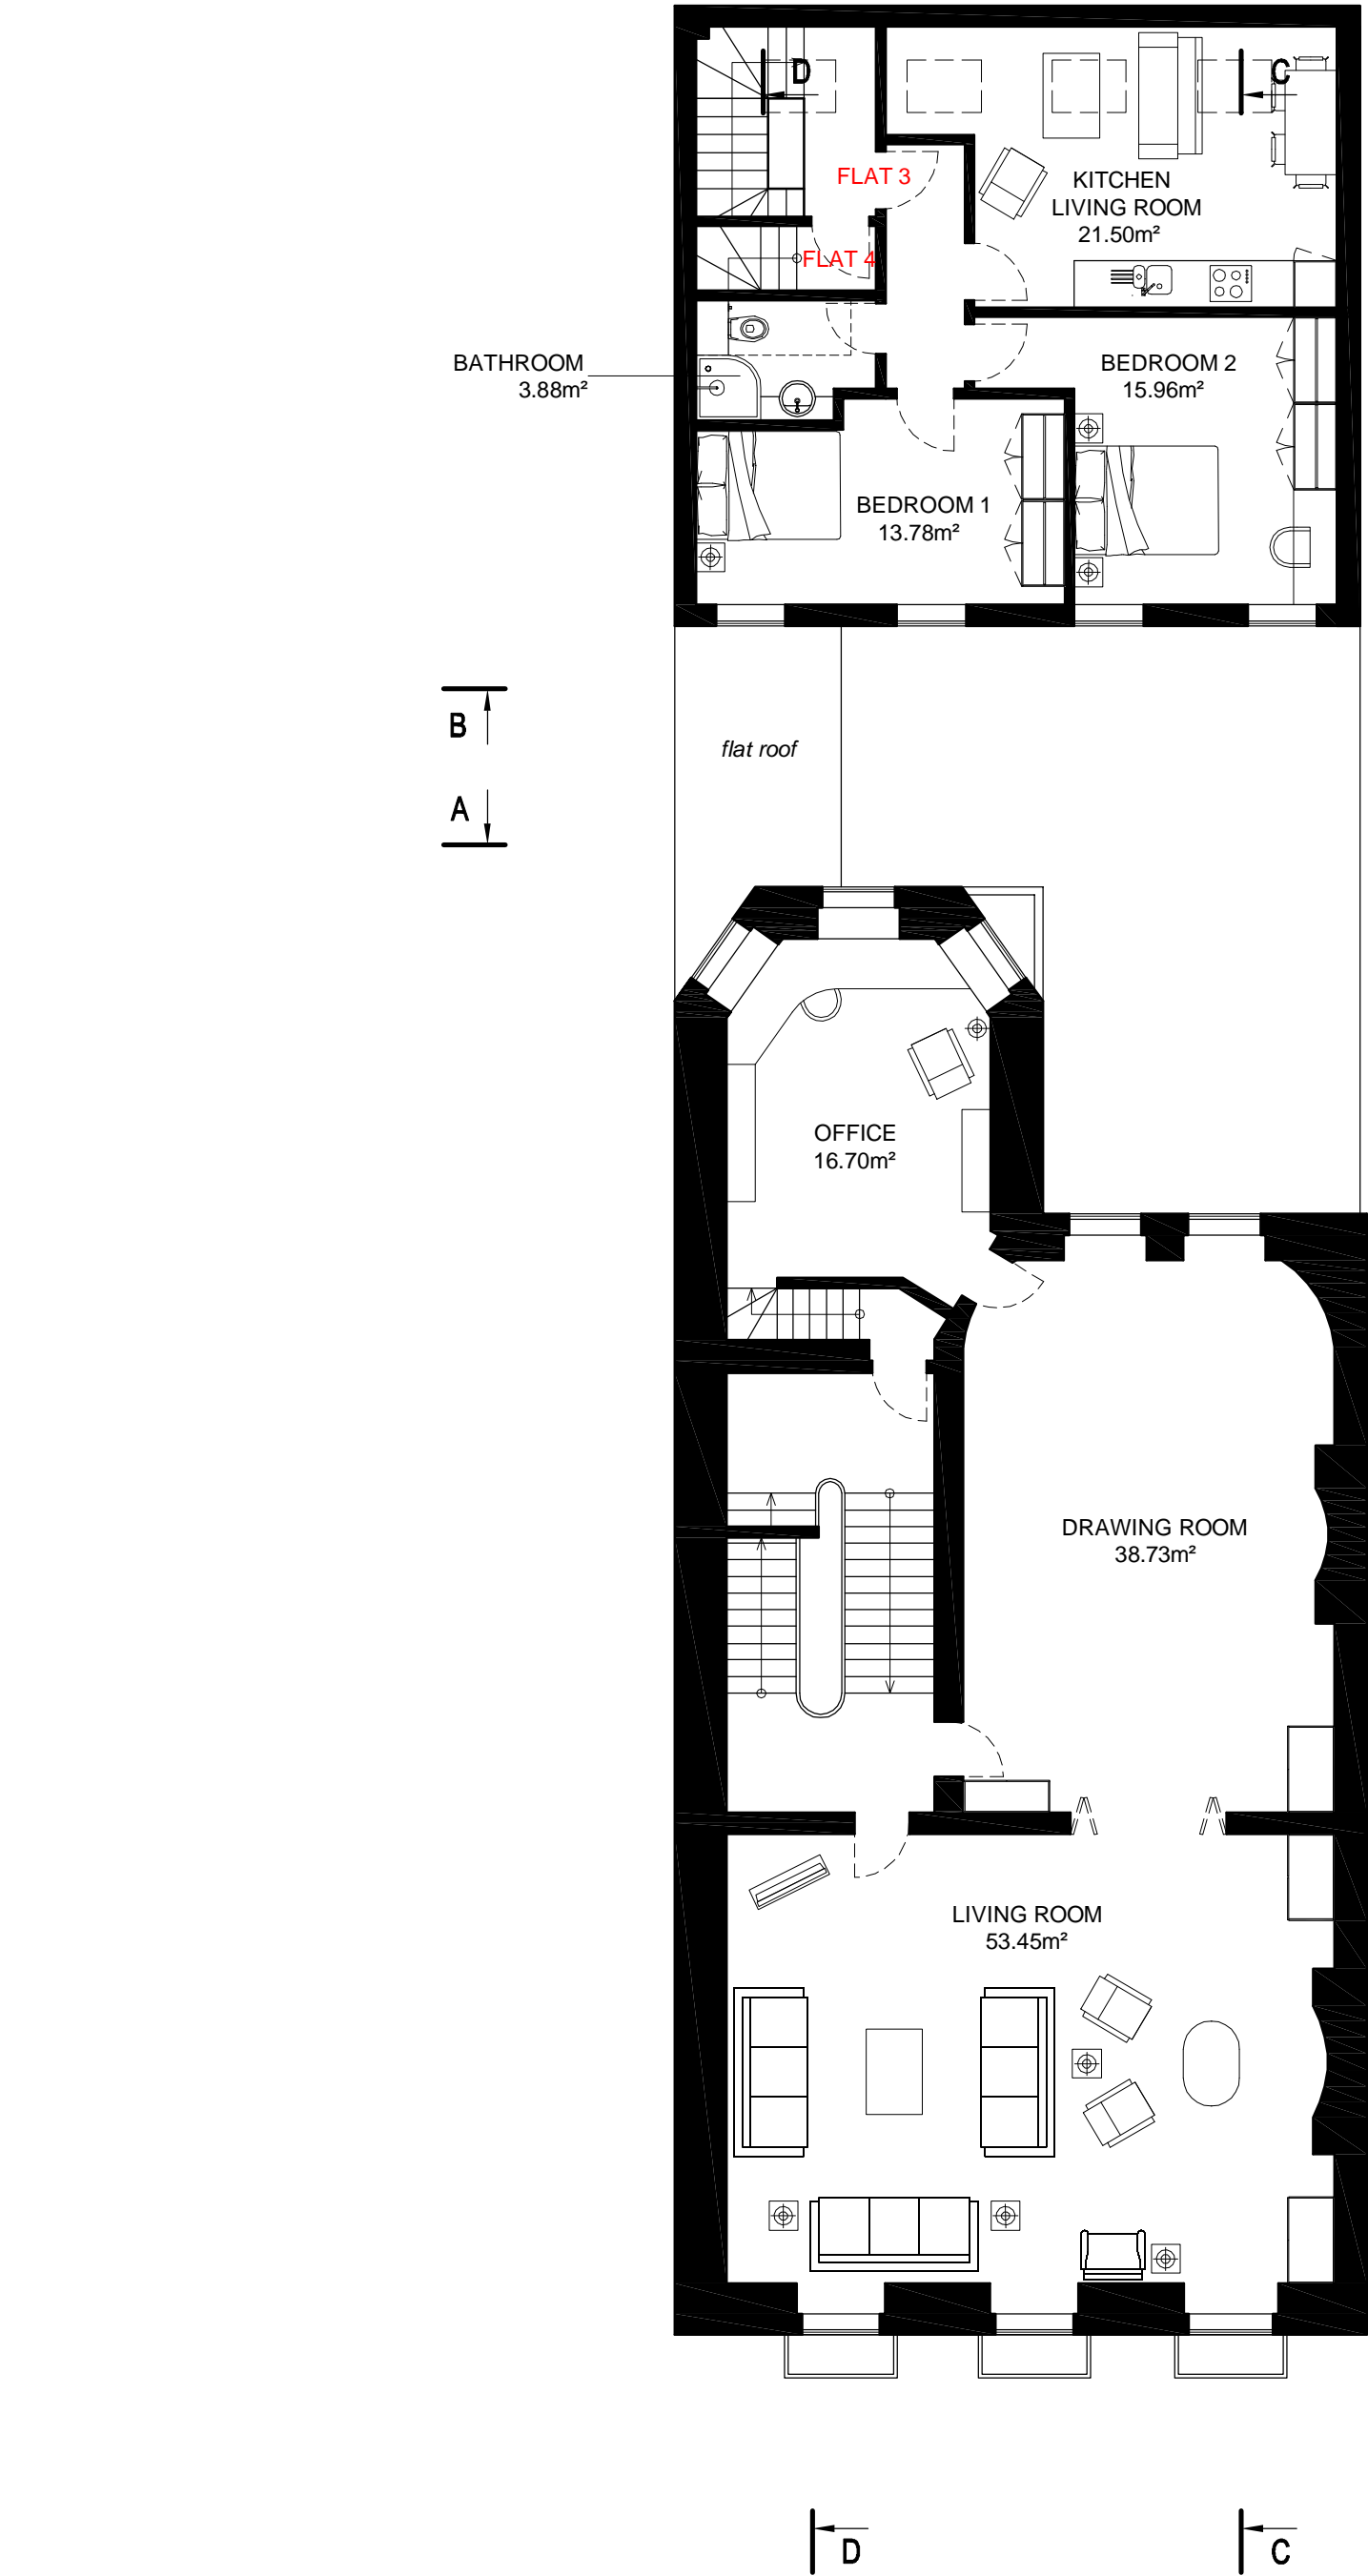 D
C
FLAT 3
KITCHEN
LIVING ROOM
21.50m²
FLAT 4
BATHROOM
3.88m²
BEDROOM 2
15.96m²
BEDROOM 1
13.78m²
B
flat roof
A
OFFICE
16.70m²
DRAWING ROOM
38.73m²
LIVING ROOM
53.45m²
D
C